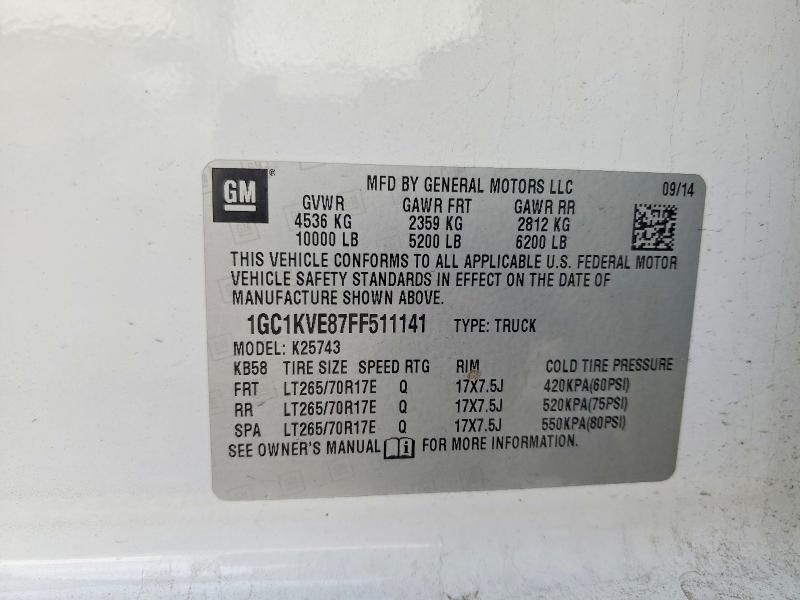 GM®
MFD BY GENERAL MOTORS LLC 09/14
GVWR GAWR FRT GAWR RR
4536 KG 2359 KG 2812 KG
10000 LB 5200 LB 6200 LB
THIS VEHICLE CONFORMS TO ALL APPLICABLE U.S. FEDERAL MOTOR
VEHICLE SAFETY STANDARDS IN EFFECT ON THE DATE OF
MANUFACTURE SHOWN ABOVE.
1GC1KVE87FF511141 TYPE: TRUCK
MODEL: K25743
KB58 TIRE SIZE SPEED RTG RIM COLD TIRE PRESSURE
FRT LT265/70R17E Q 17X7.5J 420KPA(60PSI)
RR LT265/70R17E Q 17X7.5J 520KPA(75PSI)
SPA LT265/70R17E Q 17X7.5J 550KPA(80PSI)
SEE OWNER'S MANUAL FOR MORE INFORMATION.